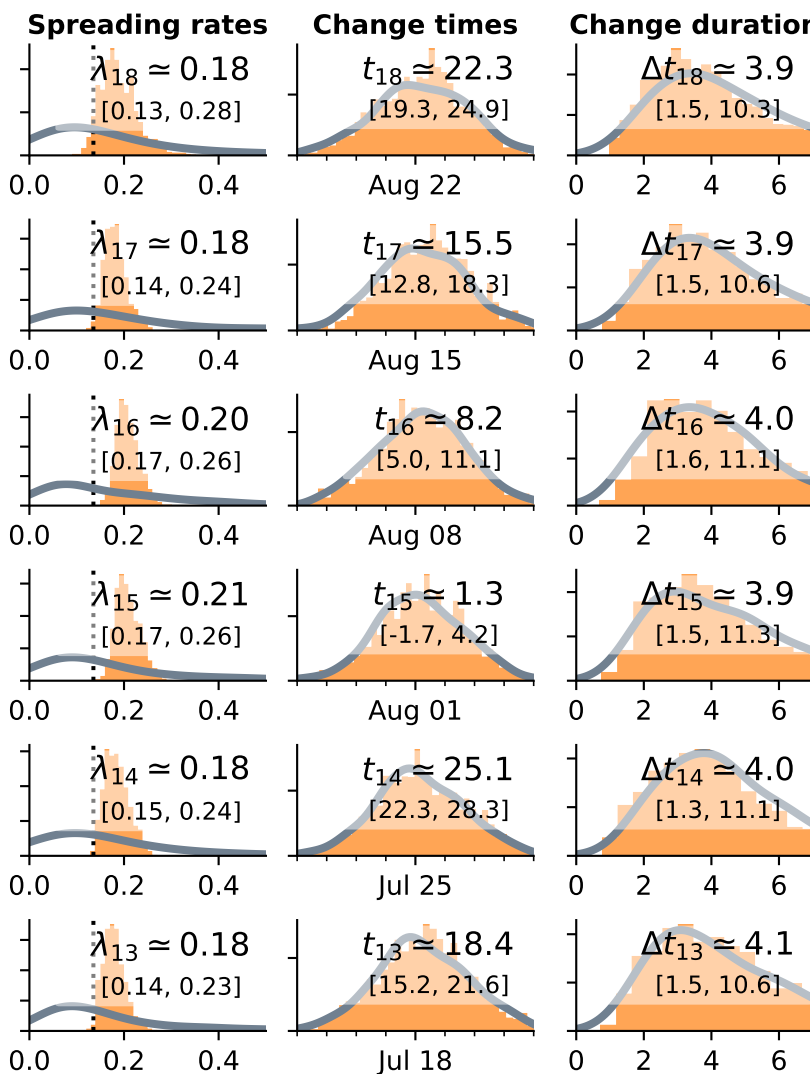 Spreading rates Change times Change duration
λ18 ≃ 0.18 t18 ≃ 22.3 Δt18 ≃ 3.9
[0.13, 0.28] [19.3, 24.9] [1.5, 10.3]
0.0 0.2 0.4 Aug 22 0 2 4 6
λ17 ≃ 0.18 t17 ≃ 15.5 Δt17 ≃ 3.9
[0.14, 0.24] [12.8, 18.3] [1.5, 10.6]
0.0 0.2 0.4 Aug 15 0 2 4 6
λ16 ≃ 0.20 t16 ≃ 8.2 Δt16 ≃ 4.0
[0.17, 0.26] [5.0, 11.1] [1.6, 11.1]
0.0 0.2 0.4 Aug 08 0 2 4 6
λ15 ≃ 0.21 t15 ≃ 1.3 Δt15 ≃ 3.9
[0.17, 0.26] [-1.7, 4.2] [1.5, 11.3]
0.0 0.2 0.4 Aug 01 0 2 4 6
λ14 ≃ 0.18 t14 ≃ 25.1 Δt14 ≃ 4.0
[0.15, 0.24] [22.3, 28.3] [1.3, 11.1]
0.0 0.2 0.4 Jul 25 0 2 4 6
λ13 ≃ 0.18 t13 ≃ 18.4 Δt13 ≃ 4.1
[0.14, 0.23] [15.2, 21.6] [1.5, 10.6]
0.0 0.2 0.4 Jul 18 0 2 4 6